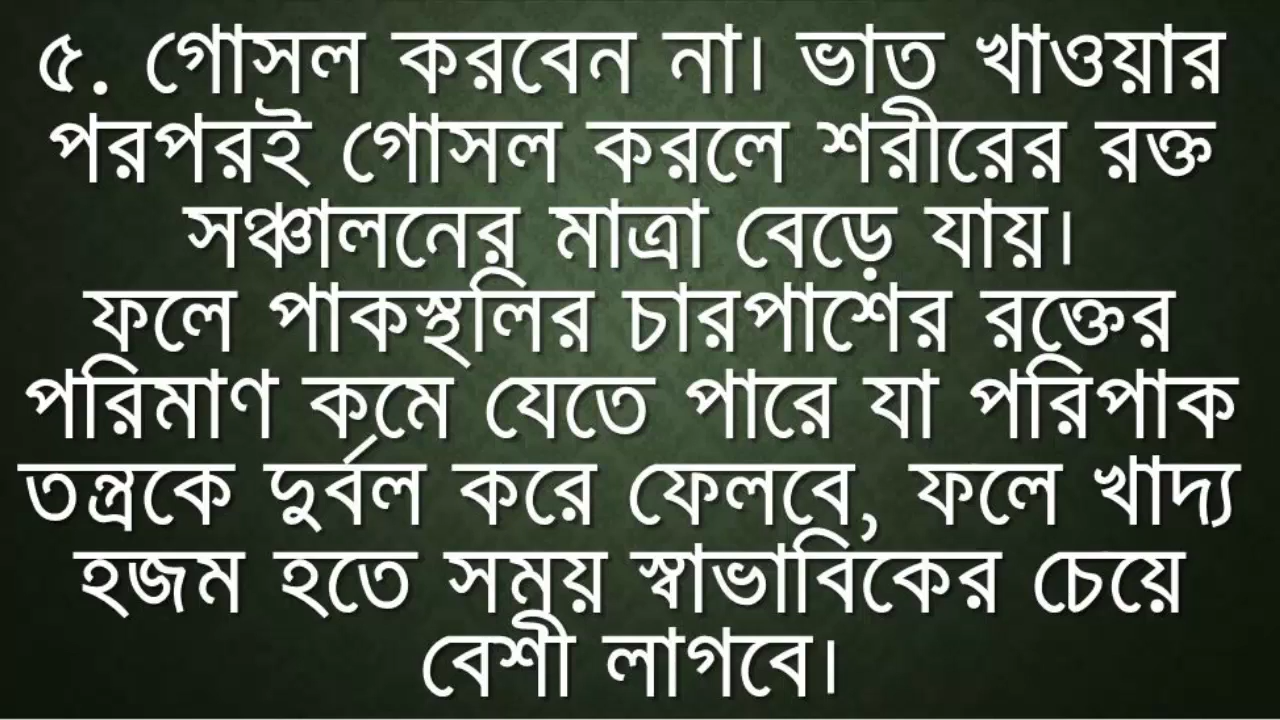 ৫. গোসল করবেন না। ভাত খাওয়ার
পরপরই গোসল করলে শরীরের রক্ত
সঞ্চালনের মাত্রা বেড়ে যায়।
ফলে পাকস্থলির চারপাশের রক্তের
পরিমাণ কমে যেতে পারে যা পরিপাক
তন্ত্রকে দুর্বল করে ফেলবে, ফলে খাদ্য
হজম হতে সময় স্বাভাবিকের চেয়ে
বেশী লাগবে।